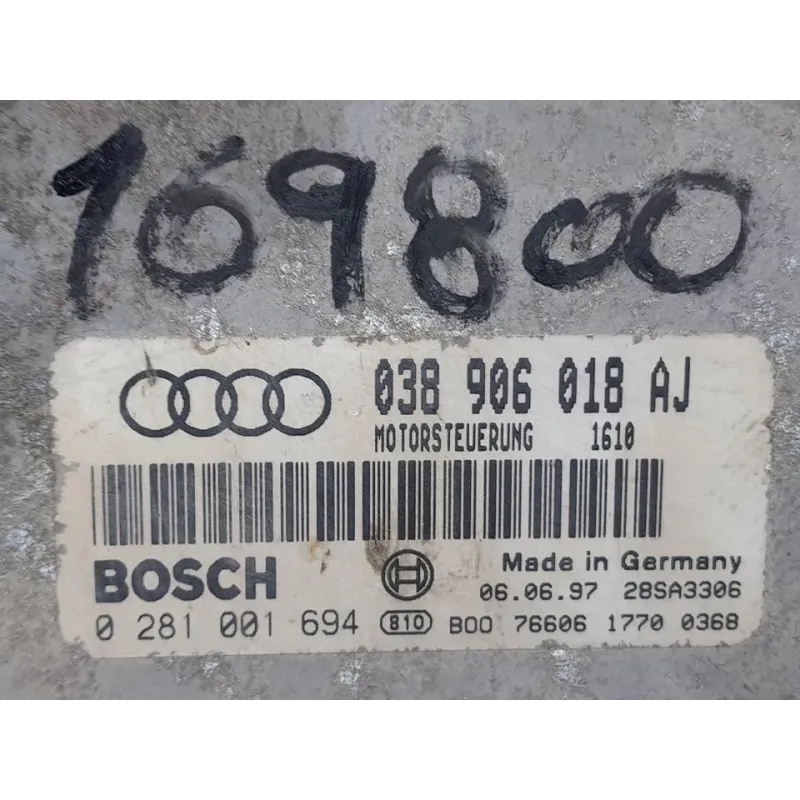 169800
038 906 018 AJ
MOTORSTEUERUNG 1610
BOSCH
Made in Germany
06.06.97 28SA3306
0 281 001 694 810 B00 76606 1770 0368